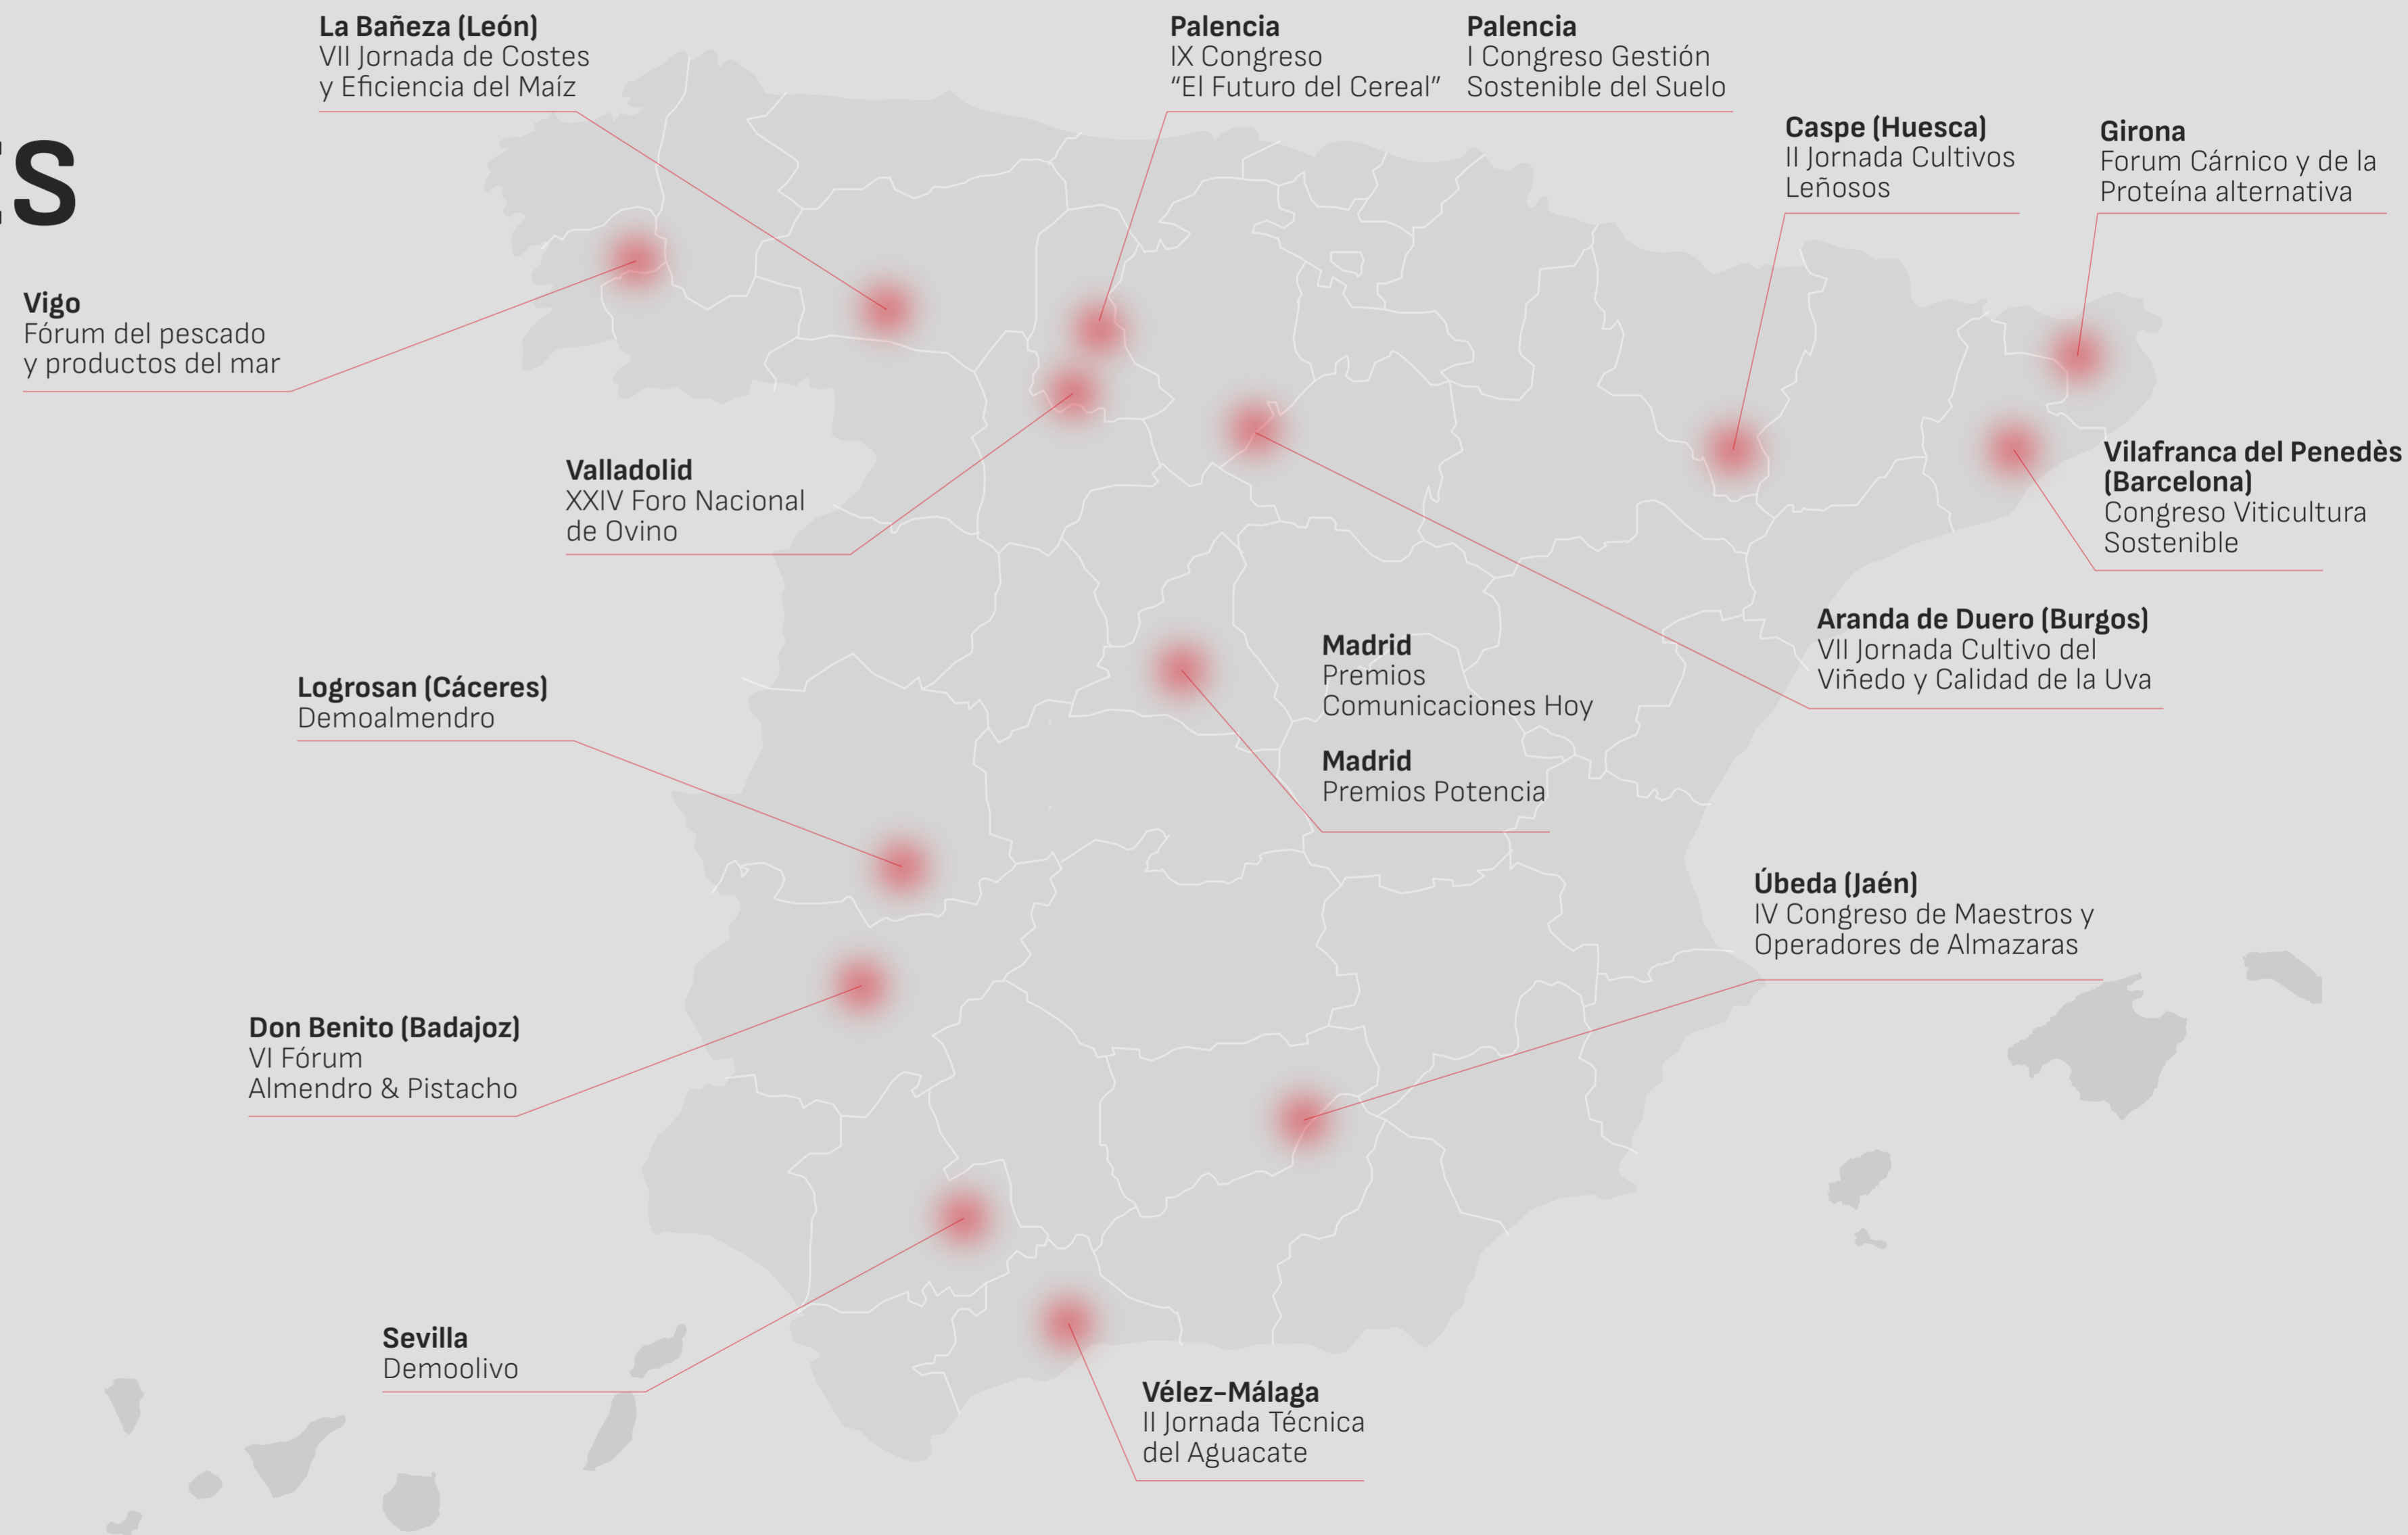 La Bañeza (León)
VII Jornada de Costes
y Eficiencia del Maíz
Palencia
IX Congreso
“El Futuro del Cereal”
Palencia
I Congreso Gestión
Sostenible del Suelo
Caspe (Huesca)
II Jornada Cultivos
Leñosos
Girona
Forum Cárnico y de la
Proteína alternativa
ES
Vigo
Fórum del pescado
y productos del mar
Valladolid
XXIV Foro Nacional
de Ovino
Vilafranca del Penedès
(Barcelona)
Congreso Viticultura
Sostenible
Aranda de Duero (Burgos)
VII Jornada Cultivo del
Viñedo y Calidad de la Uva
Madrid
Premios
Comunicaciones Hoy
Madrid
Premios Potencia
Logrosan (Cáceres)
Demoalmendro
Úbeda (Jaén)
IV Congreso de Maestros y
Operadores de Almazaras
Don Benito (Badajoz)
VI Fórum
Almendro & Pistacho
Sevilla
Demoolivo
Vélez-Málaga
II Jornada Técnica
del Aguacate